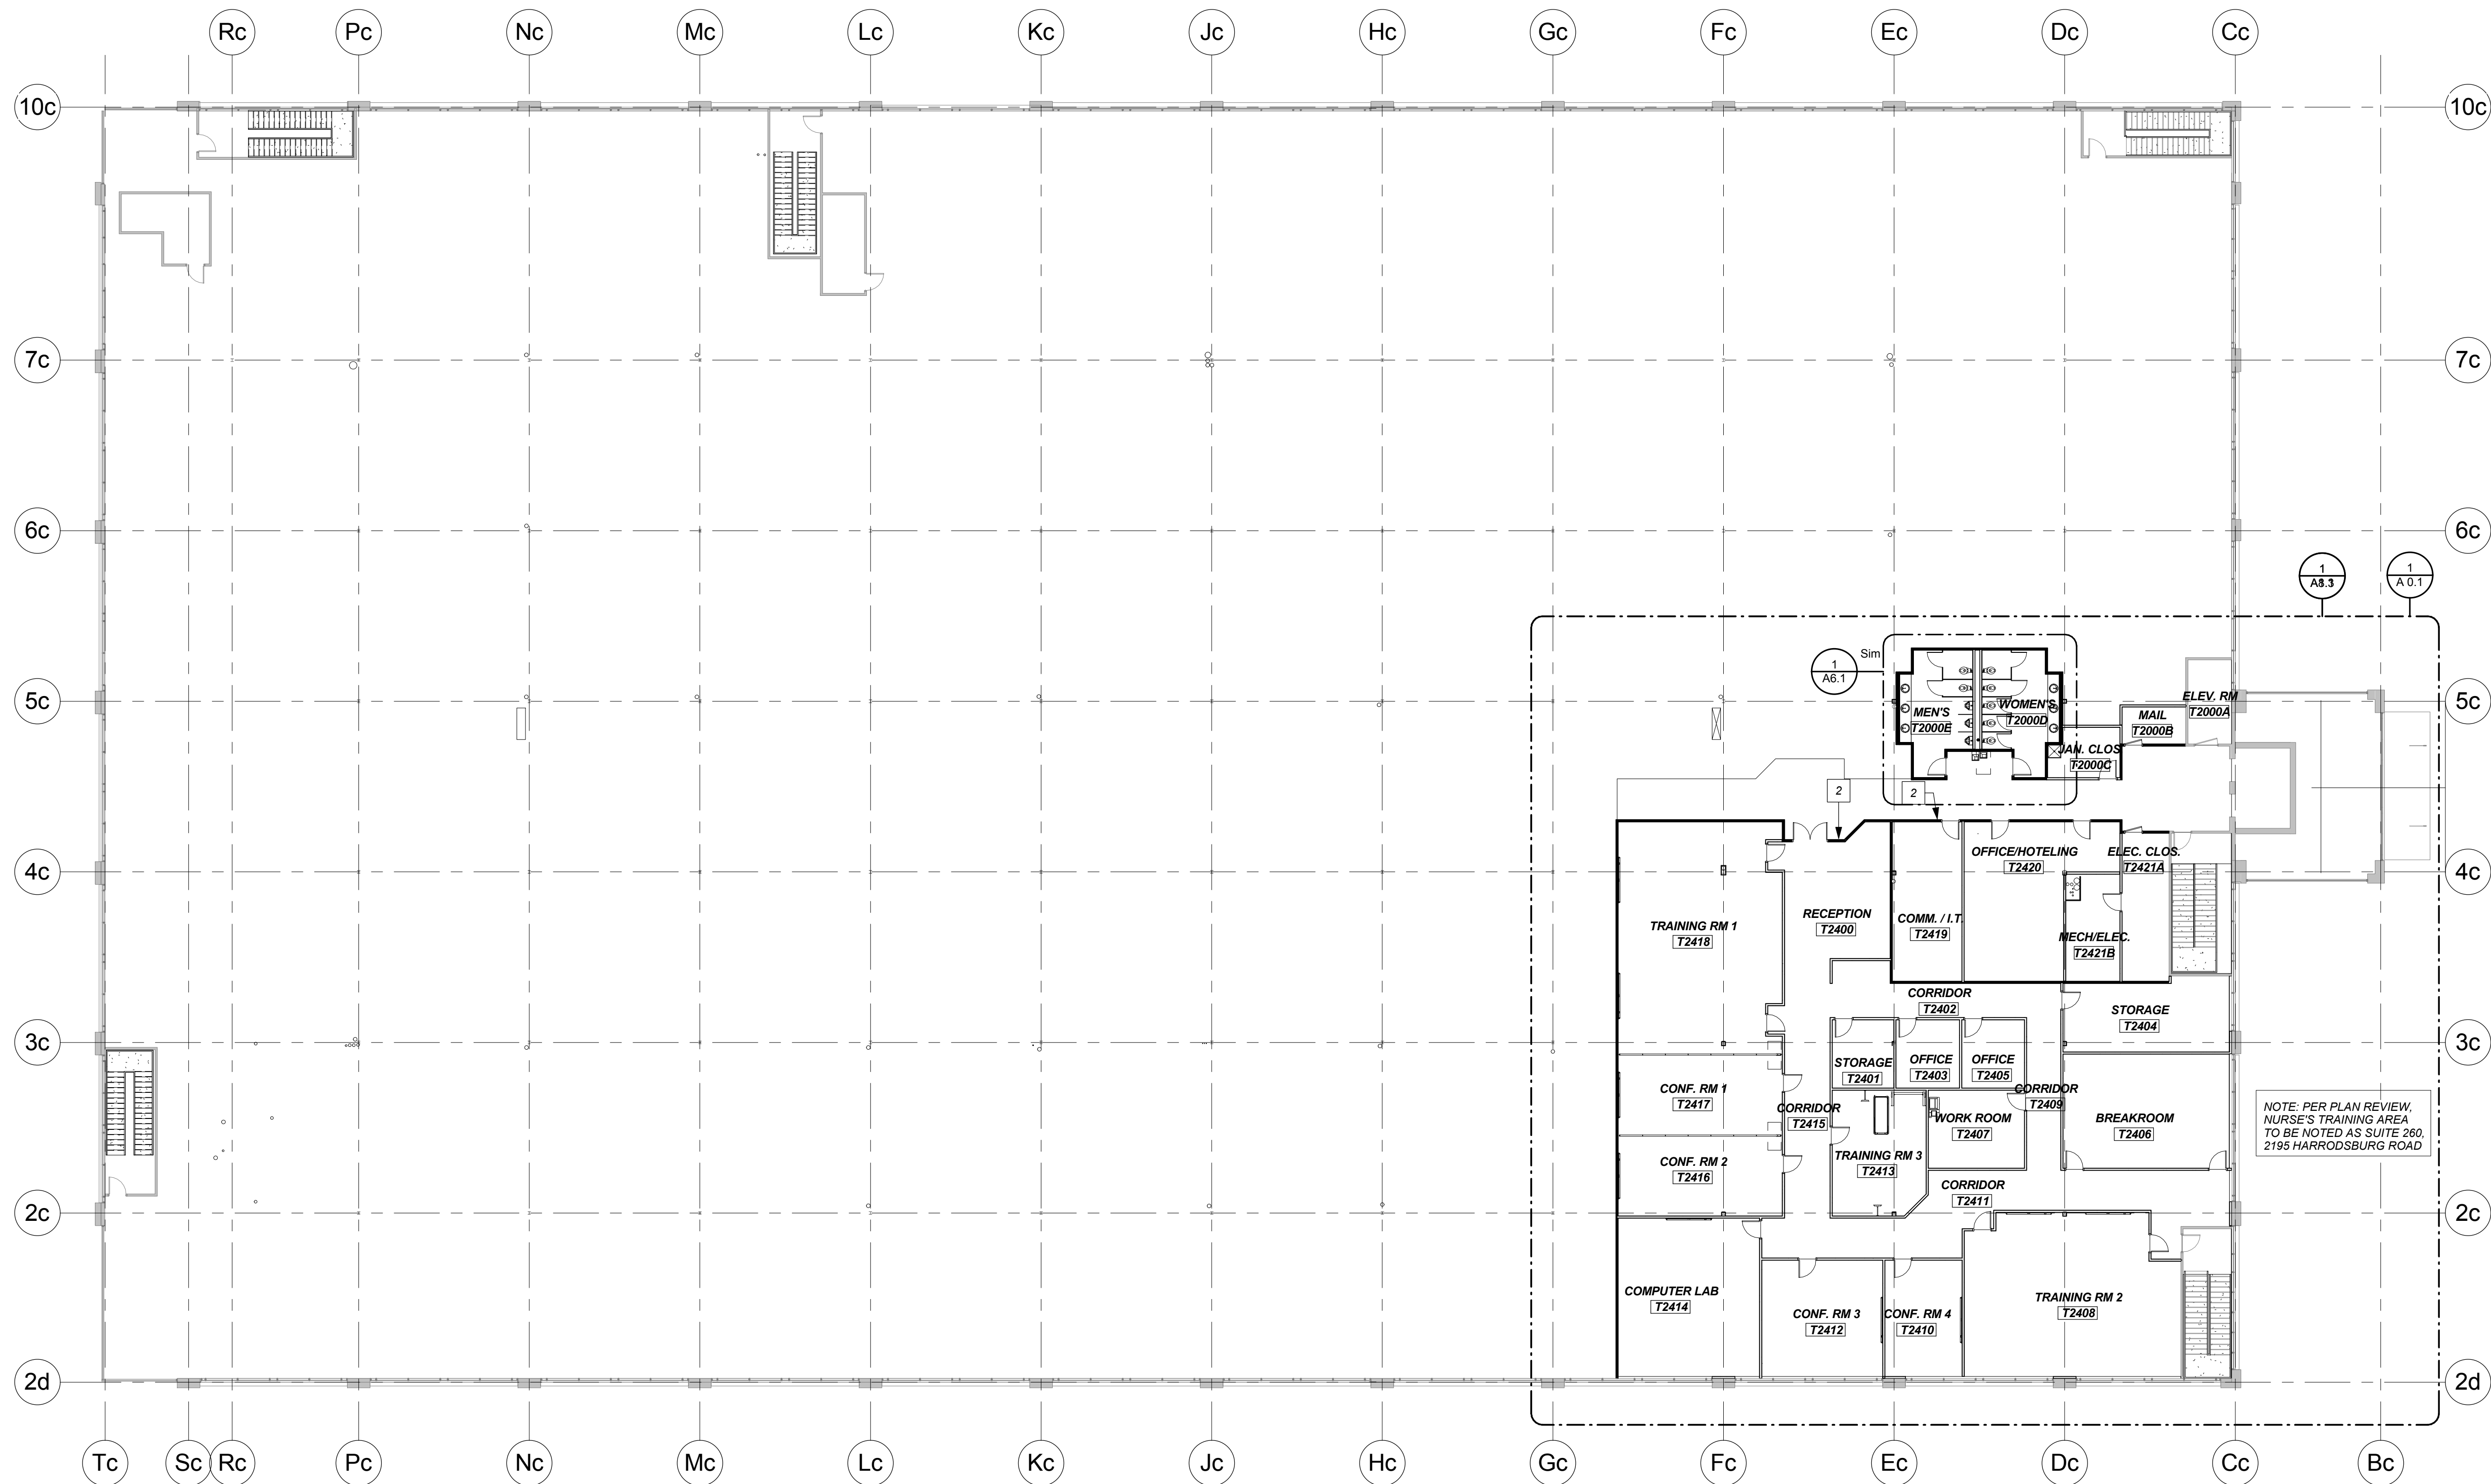 Rc Pc Nc Mc Lc Kc Jc Hc Gc Fc Ec Dc Cc
10c 10c
7c 7c
6c 6c
1
A 0.1
1
A6.1
Sim
5c 5c
MEN'S
T2000E
WOMEN'S
T2000D
JAN. CLOS
T2000C
MAIL
T2000B
ELEV. RM
T2000A
2
2
4c 4c
TRAINING RM 1
T2418
RECEPTION
T2400
COMM. / I.T.
T2419
OFFICE/HOTELING
T2420
ELEC. CLOS.
T2421A
MECH/ELEC.
T2421B
CORRIDOR
T2402
STORAGE
T2404
3c 3c
STORAGE
T2401
OFFICE
T2403
OFFICE
T2405
CONF. RM 1
T2417
CORRIDOR
T2415
CORRIDOR
T2409
WORK ROOM
T2407
BREAKROOM
T2406
NOTE: PER PLAN REVIEW,
NURSE'S TRAINING AREA
TO BE NOTED AS SUITE 260,
2195 HARRODSBURG ROAD
CONF. RM 2
T2416
TRAINING RM 3
T2413
CORRIDOR
T2411
2c 2c
COMPUTER LAB
T2414
CONF. RM 3
T2412
CONF. RM 4
T2410
TRAINING RM 2
T2408
2d 2d
Tc Sc Rc Pc Nc Mc Lc Kc Jc Hc Gc Fc Ec Dc Cc Bc